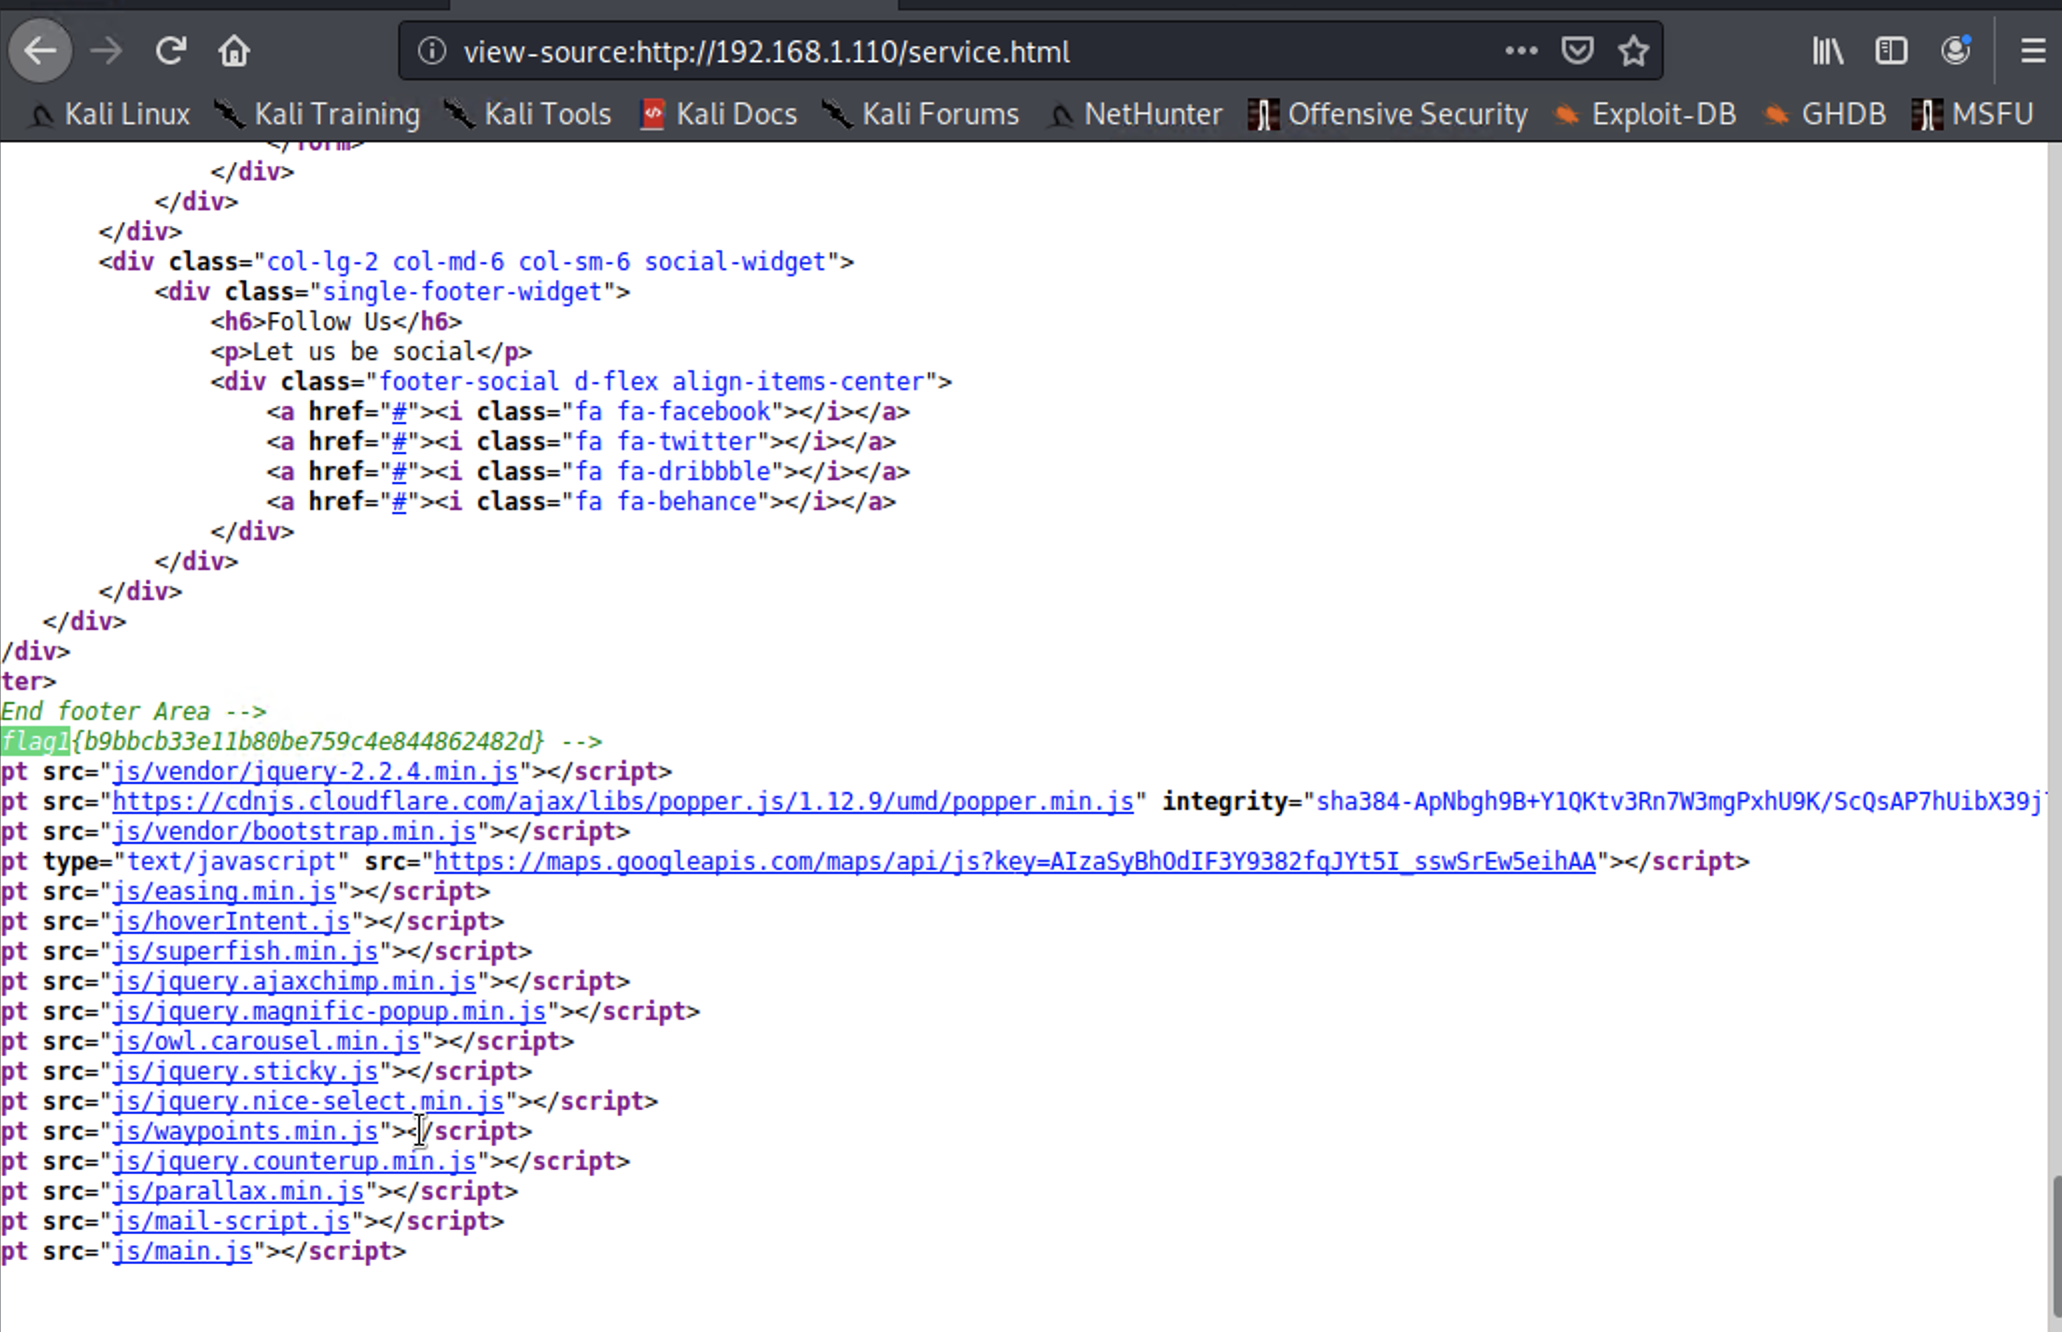 view-source:http://192.168.1.110/service.html
Kali Linux Kali Training Kali Tools Kali Docs Kali Forums NetHunter Offensive Security Exploit-DB GHDB MSFU
</form>
</div>
</div>
</div>
<div class="col-lg-2 col-md-6 col-sm-6 social-widget">
<div class="single-footer-widget">
<h6>Follow Us</h6>
<p>Let us be social</p>
<div class="footer-social d-flex align-items-center">
<a href="#"><i class="fa fa-facebook"></i></a>
<a href="#"><i class="fa fa-twitter"></i></a>
<a href="#"><i class="fa fa-dribbble"></i></a>
<a href="#"><i class="fa fa-behance"></i></a>
</div>
</div>
</div>
</div>
/div>
ter>
End footer Area -->
flag1{b9bbcb33e11b80be759c4e844862482d} -->
pt src="js/vendor/jquery-2.2.4.min.js"></script>
pt src="https://cdnjs.cloudflare.com/ajax/libs/popper.js/1.12.9/umd/popper.min.js" integrity="sha384-ApNbgh9B+Y1QKtv3Rn7W3mgPxhU9K/ScQsAP7hUibX39j
pt src="js/vendor/bootstrap.min.js"></script>
pt type="text/javascript" src="https://maps.googleapis.com/maps/api/js?key=AIzaSyBhOdIF3Y9382fqJYt5I_sswSrEw5eihAA"></script>
pt src="js/easing.min.js"></script>
pt src="js/hoverIntent.js"></script>
pt src="js/superfish.min.js"></script>
pt src="js/jquery.ajaxchimp.min.js"></script>
pt src="js/jquery.magnific-popup.min.js"></script>
pt src="js/owl.carousel.min.js"></script>
pt src="js/jquery.sticky.js"></script>
pt src="js/jquery.nice-select.min.js"></script>
pt src="js/waypoints.min.js"></script>
pt src="js/jquery.counterup.min.js"></script>
pt src="js/parallax.min.js"></script>
pt src="js/mail-script.js"></script>
pt src="js/main.js"></script>